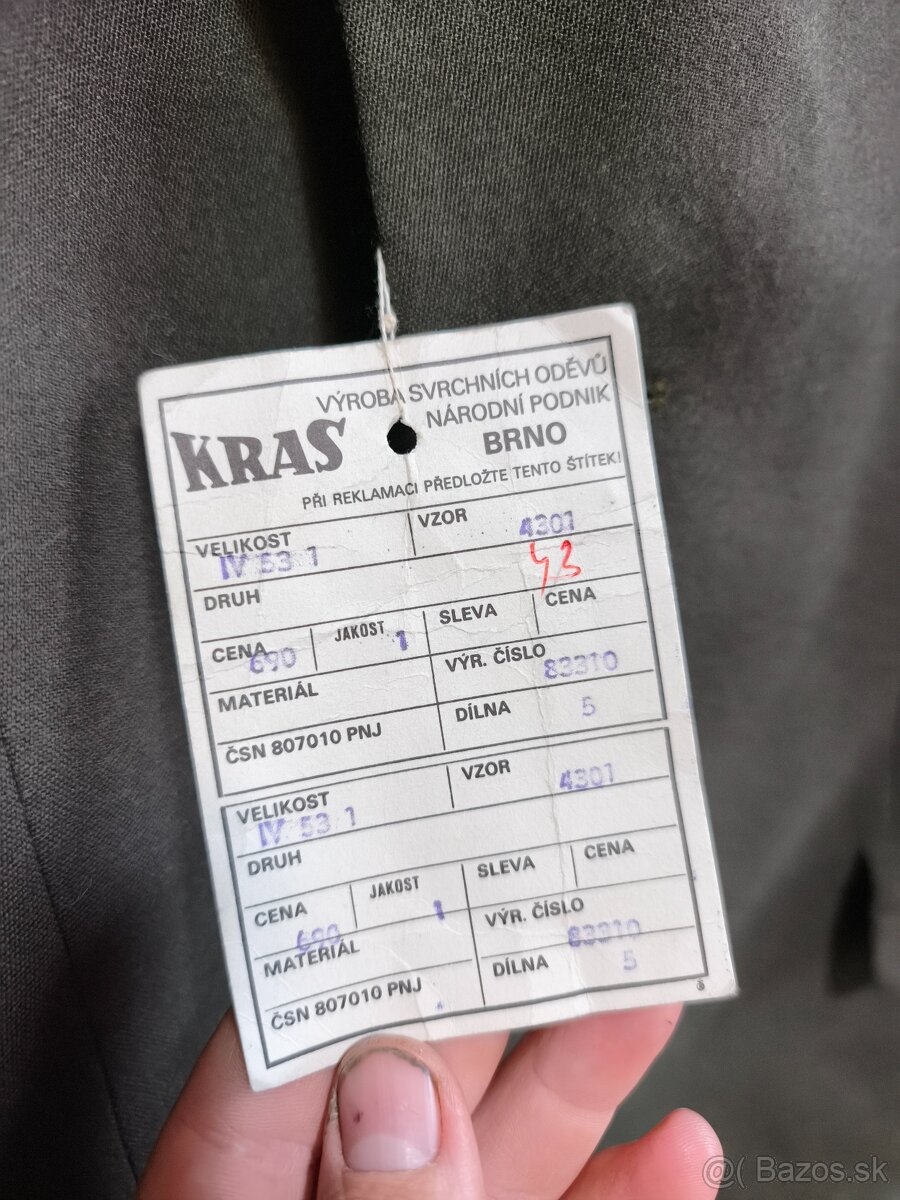 VÝROBA SVRCHNÍCH ODĚVŮ
NÁRODNÍ PODNIK
KRAS
BRNO
PŘI REKLAMACI PŘEDLOŽTE TENTO ŠTÍTEK!
VELIKOST IV 53 1 VZOR 4301
DRUH 43
CENA 690 JAKOST 1 SLEVA CENA
MATERIÁL VÝR. ČÍSLO 83310
ČSN 807010 PNJ DÍLNA 5
VELIKOST IV 53 1 VZOR 4301
DRUH
CENA 690 JAKOST 1 SLEVA CENA
MATERIÁL VÝR. ČÍSLO 83310
ČSN 807010 PNJ DÍLNA 5
@( Bazos.sk